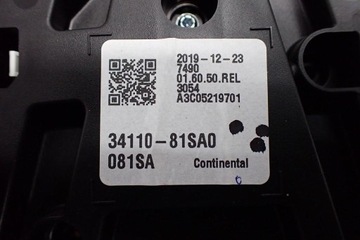 2019-12-23
7490
01.60.50.REL
3054
A3C05219701
34110-81SA0
081SA Continental